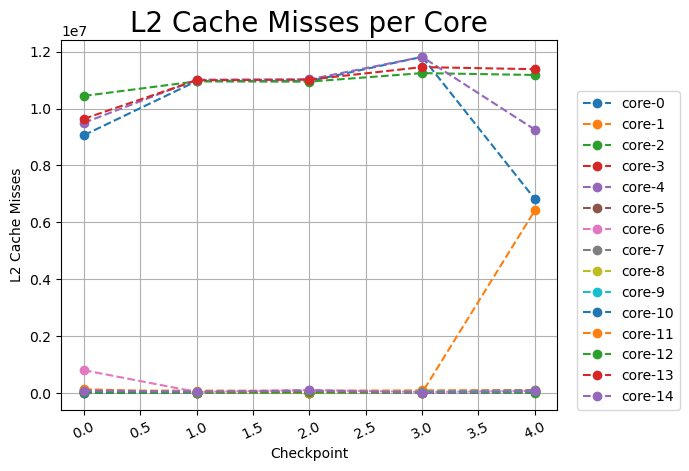 L2 Cache Misses per Core
1e7
1.2
1.0
0.8
0.6
0.4
0.2
0.0
L2 Cache Misses
0.0 0.5 1.0 1.5 2.0 2.5 3.0 3.5 4.0
Checkpoint
core-0
core-1
core-2
core-3
core-4
core-5
core-6
core-7
core-8
core-9
core-10
core-11
core-12
core-13
core-14